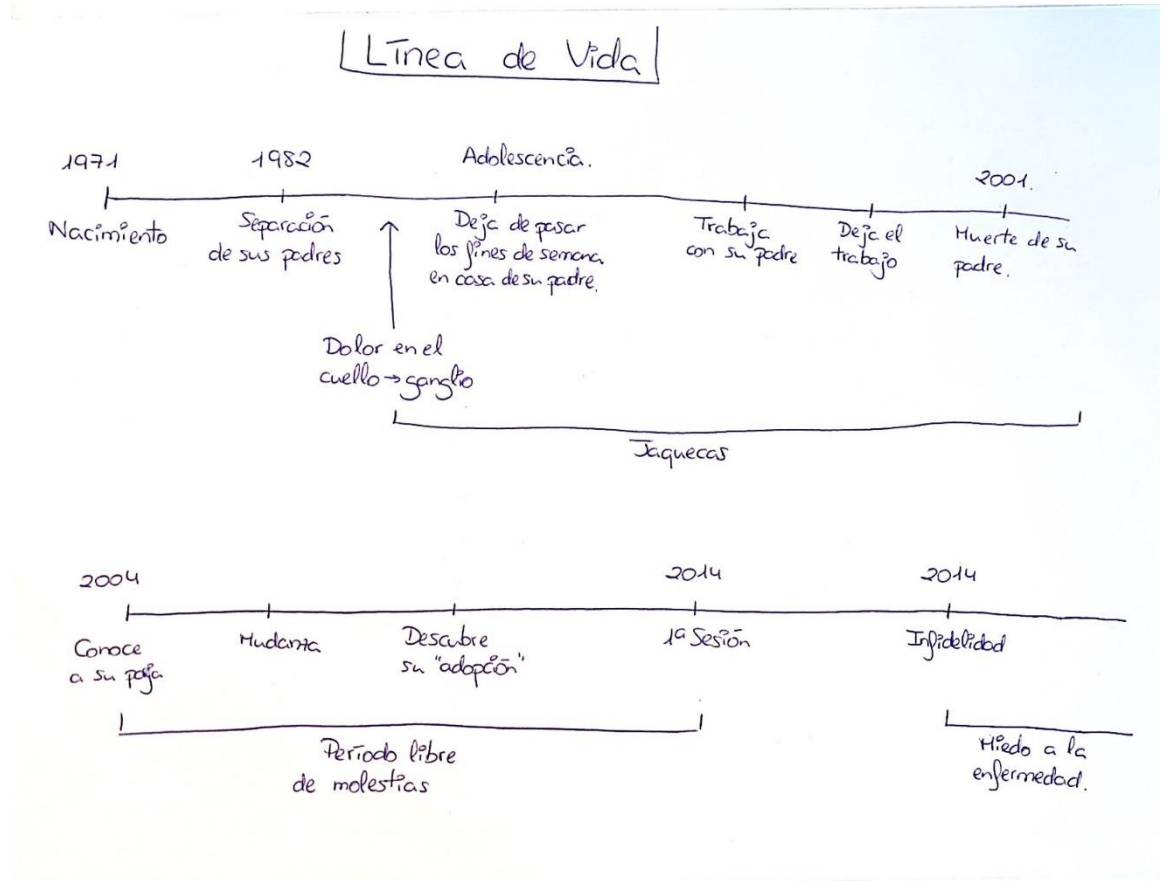 Línea de Vida
1971
1982
Adolescencia.
2001.
Nacimiento
Separación
de sus padres
Deja de pasar
los fines de semana
en casa de su padre.
Trabaja
con su padre
Deja el
trabajo
Muerte de su
padre.
Dolor en el
cuello → ganglio
Jaquecas
2004
2014
2014
Conoce
a su paja
Mudanza
Descubre
su "adopción"
1ª Sesión
Infidelidad
Período libre
de molestias
Miedo a la
enfermedad.